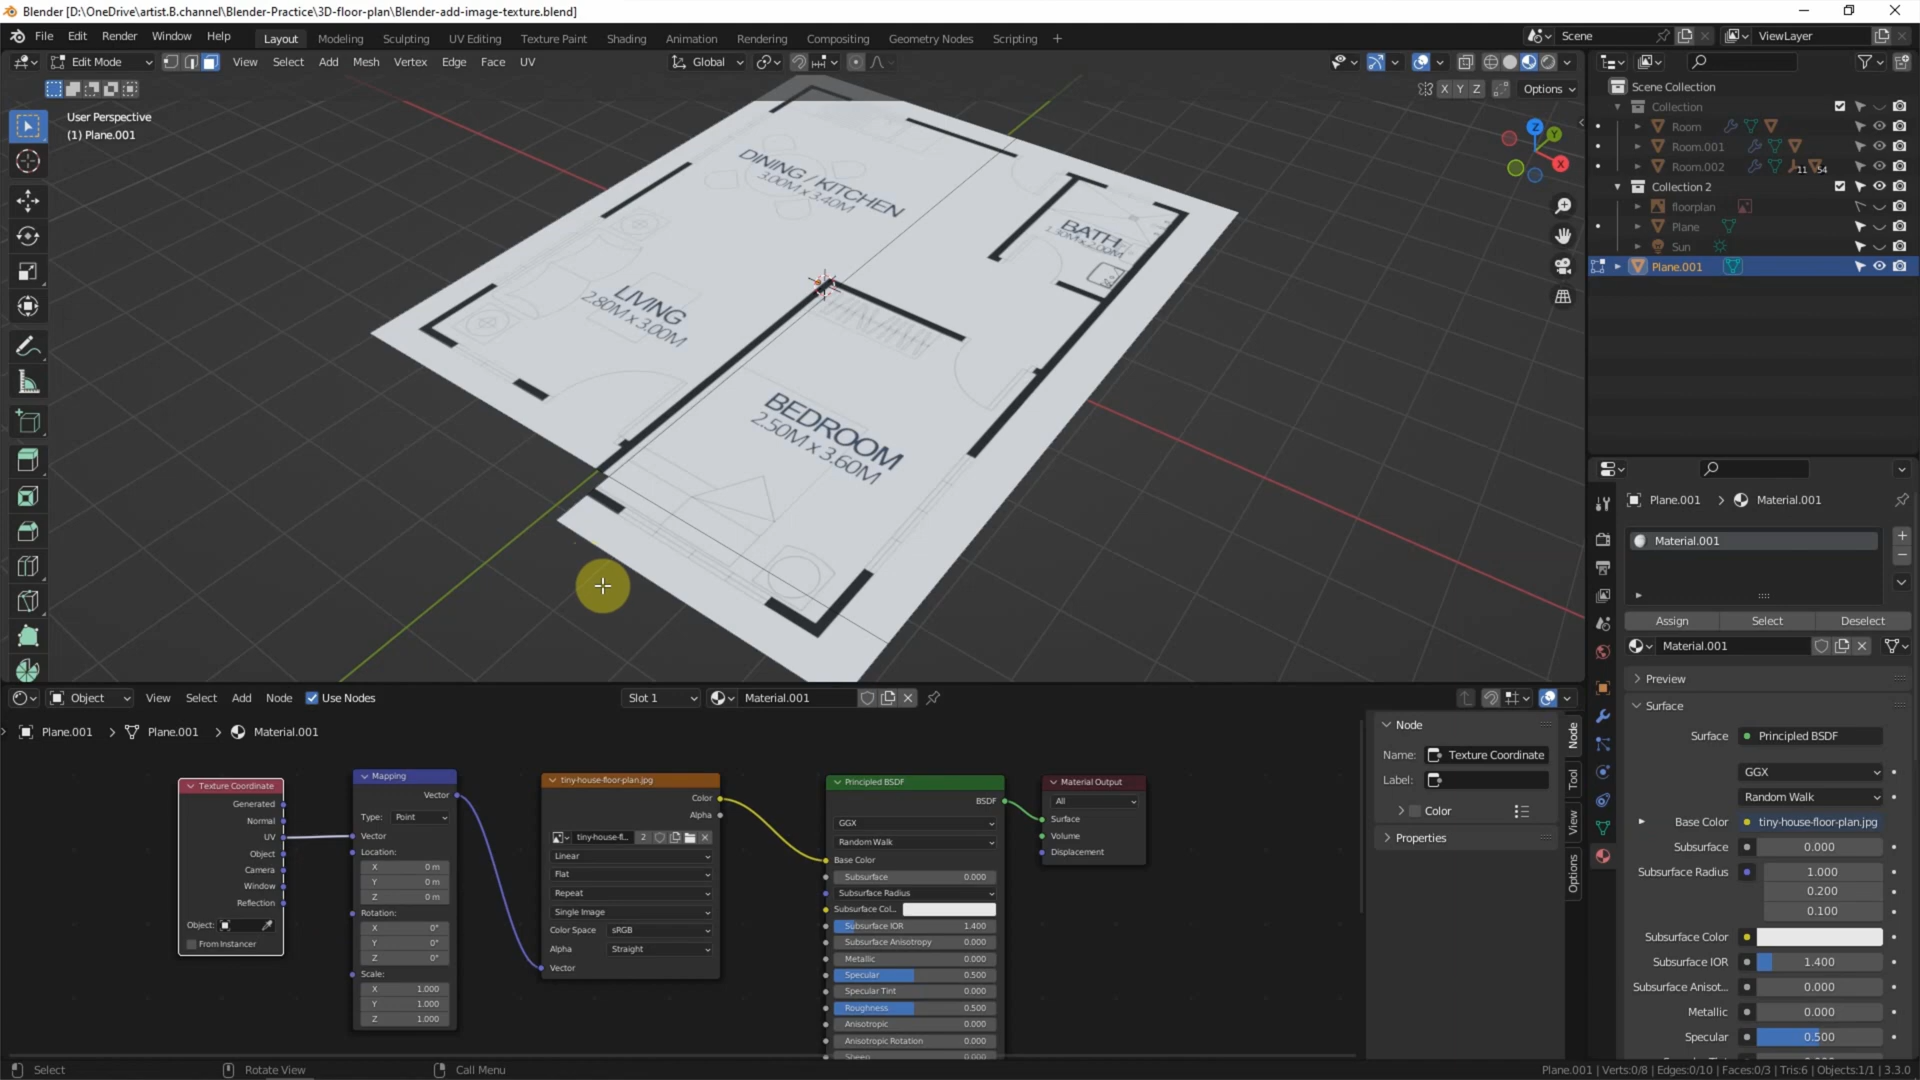 Blender [D:\OneDrive\artist.B.channel\Blender-Practice\3D-floor-plan\Blender-add-image-texture.blend]
File Edit Render Window Help
Layout Modeling Sculpting UV Editing Texture Paint Shading Animation Rendering Compositing Geometry Nodes Scripting +
Scene
ViewLayer
Edit Mode
View Select Add Mesh Vertex Edge Face UV
Global
X Y Z
Options
User Perspective
(1) Plane.001
Z
Y
X
DINING / KITCHEN
3.00M x 3.40M
BATH
LIVING
2.80M x 3.00M
BEDROOM
2.50M x 3.60M
Scene Collection
Collection
Room
Room.001
Room.002
11
54
Collection 2
floorplan
Plane
Sun
Plane.001
Plane.001 > Material.001
Material.001
Assign Select Deselect
Material.001
Preview
Surface
Surface Principled BSDF
GGX
Random Walk
Base Color tiny-house-floor-plan.jpg
Subsurface 0.000
Subsurface Radius 1.000
0.200
0.100
Subsurface Color
Subsurface IOR 1.400
Subsurface Anisot... 0.000
Metallic 0.000
Specular 0.500
Object
View Select Add Node Use Nodes
Slot 1
Material.001
Plane.001 > Plane.001 > Material.001
Texture Coordinate
Generated
Normal
UV
Object
Camera
Window
Reflection
Object:
From Instancer
Mapping
Vector
Type: Point
Vector
Location:
X 0 m
Y 0 m
Z 0 m
Rotation:
X 0°
Y 0°
Z 0°
Scale:
X 1.000
Y 1.000
Z 1.000
tiny-house-floor-plan.jpg
Color
Alpha
tiny-house-fl... 2
Linear
Flat
Repeat
Single Image
Color Space sRGB
Alpha Straight
Vector
Principled BSDF
BSDF
GGX
Random Walk
Base Color
Subsurface 0.000
Subsurface Radius
Subsurface Col...
Subsurface IOR 1.400
Subsurface Anisotropy 0.000
Metallic 0.000
Specular 0.500
Specular Tint 0.000
Roughness 0.500
Anisotropic 0.000
Anisotropic Rotation 0.000
Sheen 0.000
Material Output
All
Surface
Volume
Displacement
Node
Name: Texture Coordinate
Label:
Color
Properties
Node
Tool
View
Options
Select
Rotate View
Call Menu
Plane.001 | Verts:0/8 | Edges:0/10 | Faces:0/3 | Tris:6 | Objects:1/1 | 3.3.0